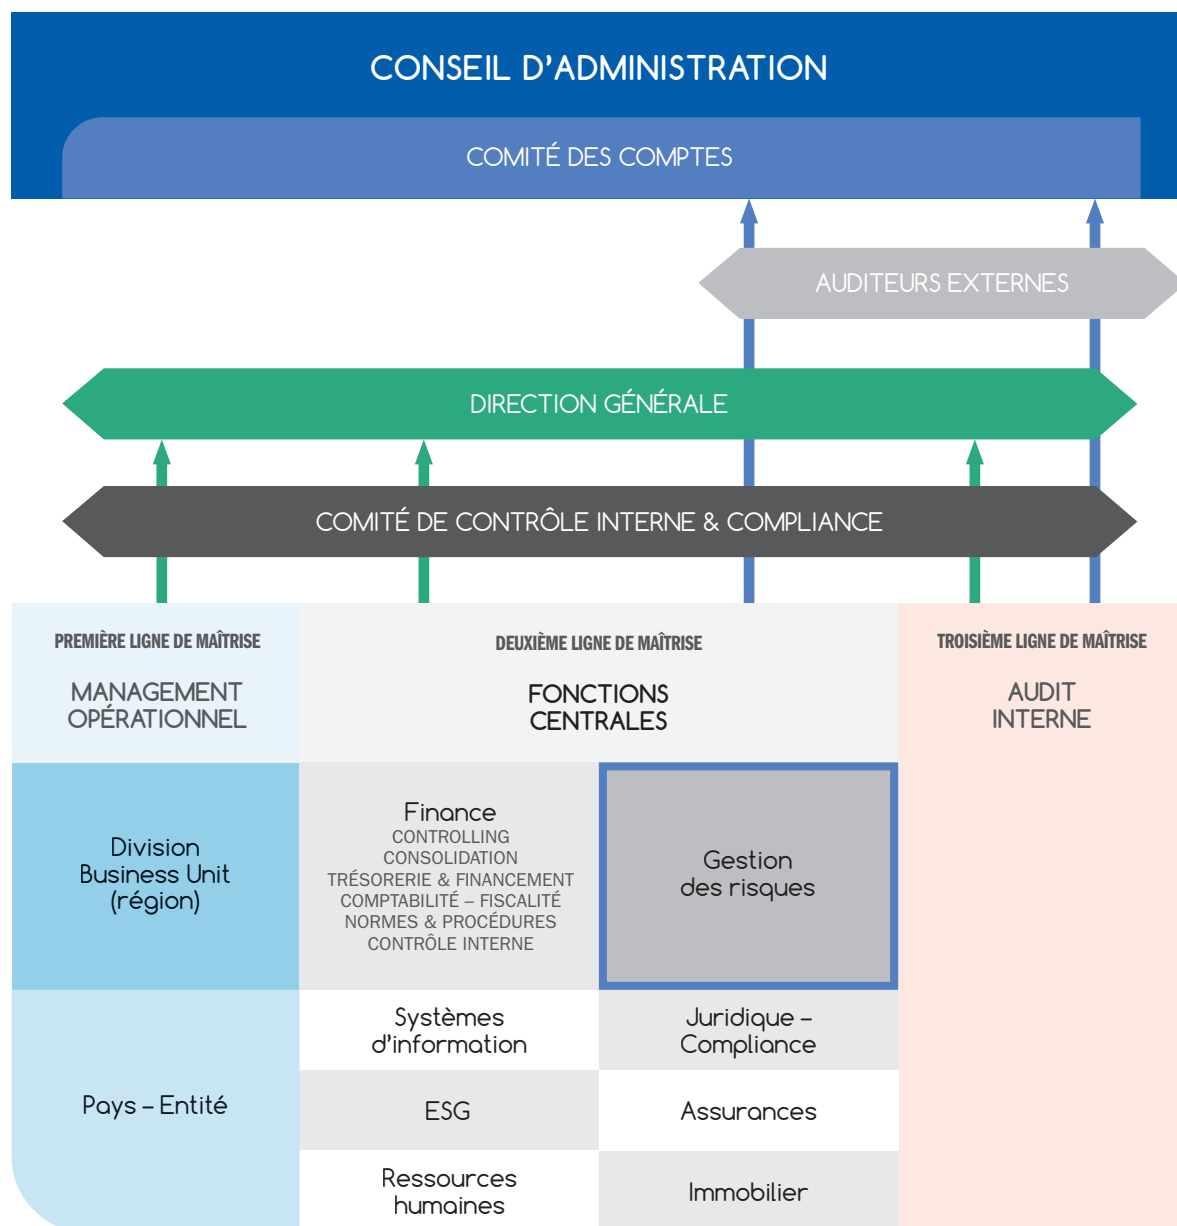 CONSEIL D’ADMINISTRATION
COMITÉ DES COMPTES
AUDITEURS EXTERNES
DIRECTION GÉNÉRALE
COMITÉ DE CONTRÔLE INTERNE & COMPLIANCE
PREMIÈRE LIGNE DE MAÎTRISE
MANAGEMENT
OPÉRATIONNEL
DEUXIÈME LIGNE DE MAÎTRISE
FONCTIONS
CENTRALES
TROISIÈME LIGNE DE MAÎTRISE
AUDIT
INTERNE
Division
Business Unit
(région)
Finance
CONTROLLING
CONSOLIDATION
TRÉSORERIE & FINANCEMENT
COMPTABILITÉ – FISCALITÉ
NORMES & PROCÉDURES
CONTRÔLE INTERNE
Gestion
des risques
Pays – Entité
Systèmes
d’information
Juridique –
Compliance
ESG
Assurances
Ressources
humaines
Immobilier